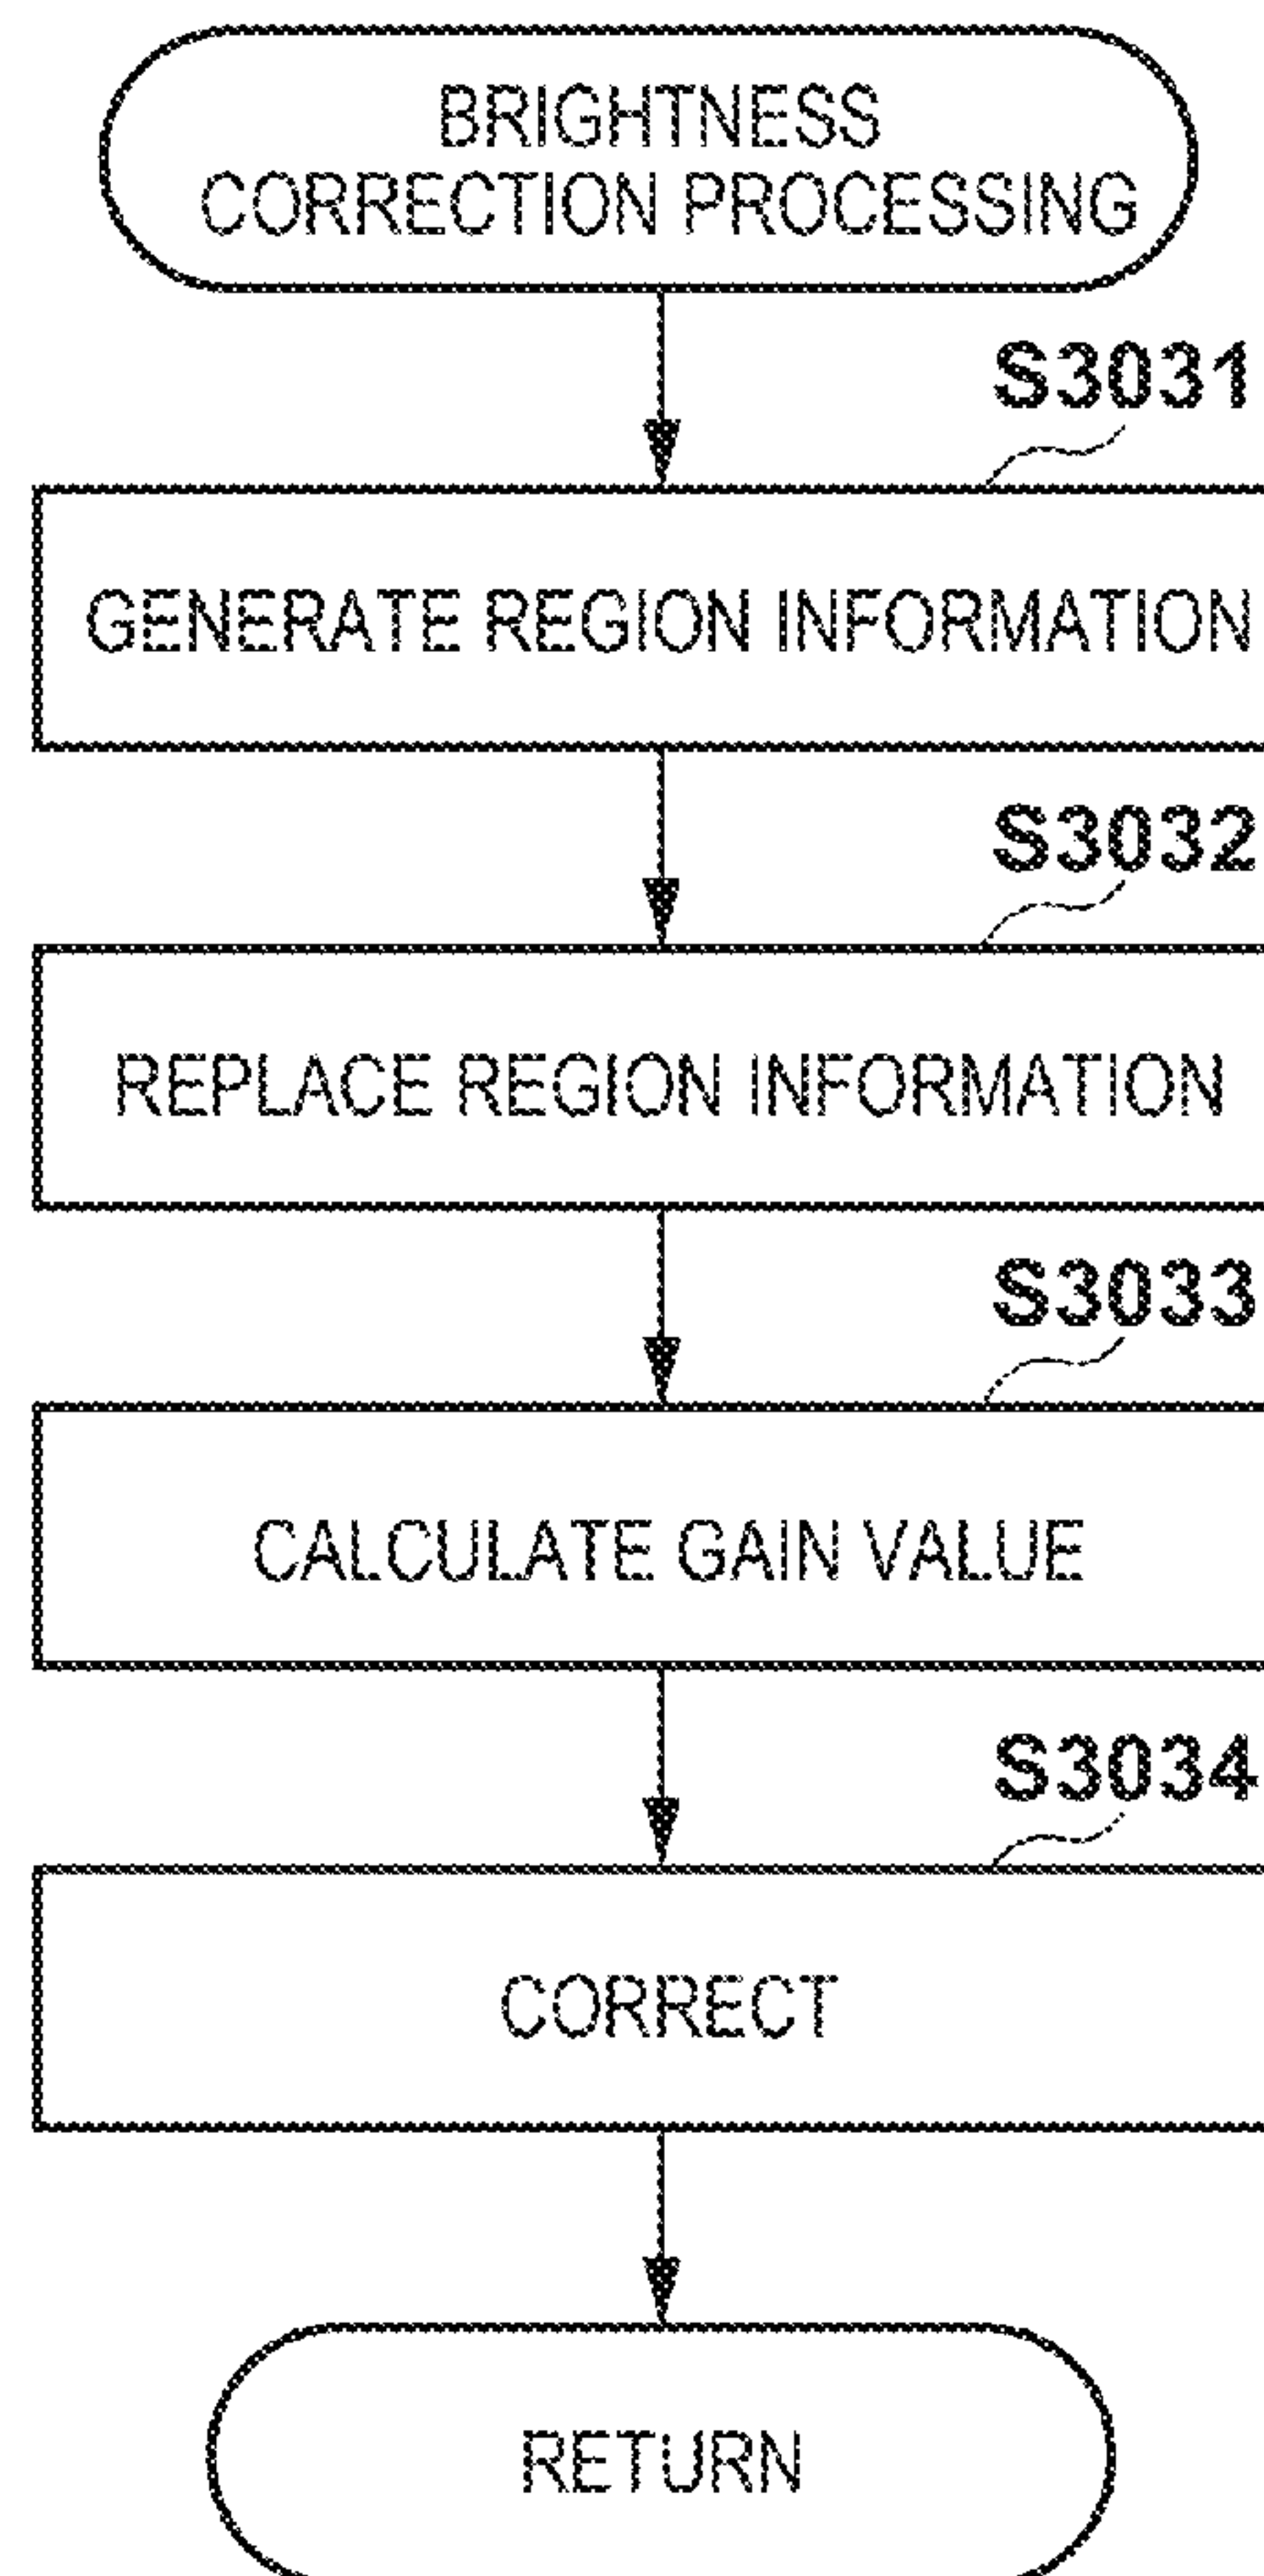 BRIGHTNESS
CORRECTION PROCESSING
S3031
GENERATE REGION INFORMATION
S3032
REPLACE REGION INFORMATION
S3033
CALCULATE GAIN VALUE
S3034
CORRECT
RETURN